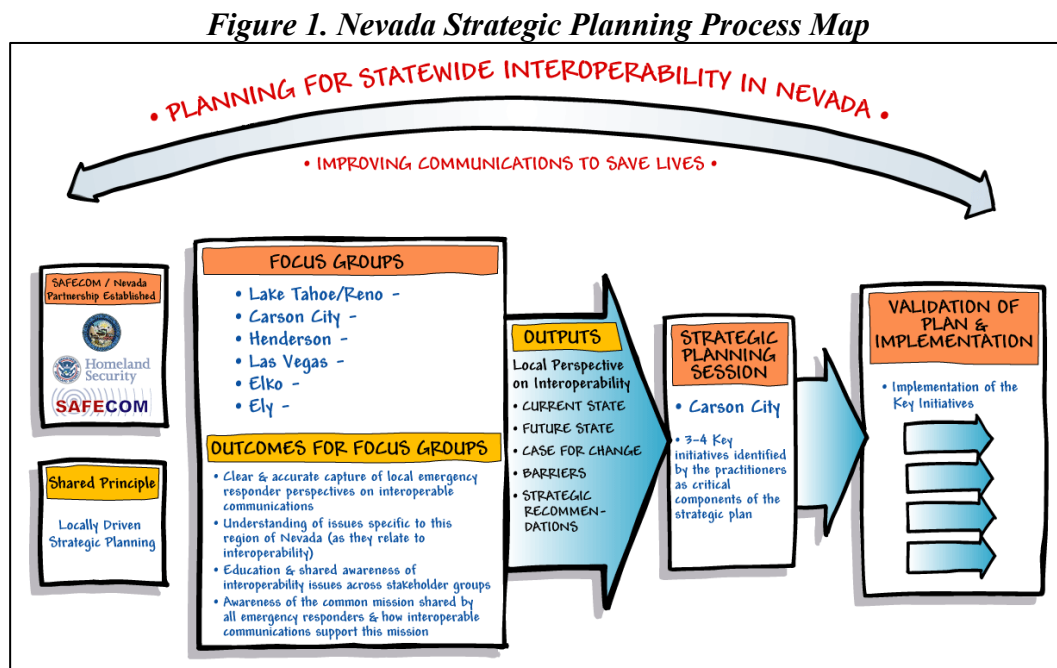 Figure 1. Nevada Strategic Planning Process Map
• PLANNING FOR STATEWIDE INTEROPERABILITY IN NEVADA •
• IMPROVING COMMUNICATIONS TO SAVE LIVES •
SAFECOM / Nevada
Partnership Established
Homeland
Security
SAFECOM
Shared Principle
Locally Driven
Strategic Planning
FOCUS GROUPS
• Lake Tahoe/Reno -
• Carson City -
• Henderson -
• Las Vegas -
• Elko -
• Ely -
OUTCOMES FOR FOCUS GROUPS
• Clear & accurate capture of local emergency
responder perspectives on interoperable
communications
• Understanding of issues specific to this
region of Nevada (as they relate to
interoperability)
• Education & shared awareness of
interoperability issues across stakeholder groups
• Awareness of the common mission shared by
all emergency responders & how interoperable
communications support this mission
OUTPUTS
Local Perspective
on Interoperability
• CURRENT STATE
• FUTURE STATE
• CASE FOR CHANGE
• BARRIERS
• STRATEGIC
RECOMMEN-
DATIONS
STRATEGIC
PLANNING
SESSION
• Carson City
• 3-4 Key
initiatives identified
by the practitioners
as critical
components of the
strategic plan
VALIDATION OF
PLAN &
IMPLEMENTATION
• Implementation of the
Key Initiatives